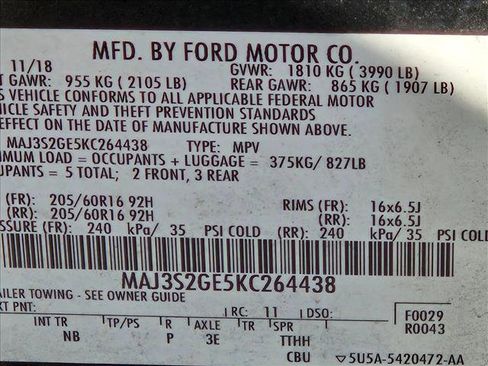 MFD. BY FORD MOTOR CO.
11/18 GVWR: 1810 KG ( 3990 LB)
T GAWR: 955 KG ( 2105 LB) REAR GAWR: 865 KG ( 1907 LB)
S VEHICLE CONFORMS TO ALL APPLICABLE FEDERAL MOTOR
HICLE SAFETY AND THEFT PREVENTION STANDARDS
EFFECT ON THE DATE OF MANUFACTURE SHOWN ABOVE.
MAJ3S2GE5KC264438 TYPE: MPV
IMUM LOAD = OCCUPANTS + LUGGAGE = 375KG/ 827LB
UPANTS = 5 TOTAL; 2 FRONT, 3 REAR
(FR): 205/60R16 92H RIMS (FR): 16x6.5J
(RR): 205/60R16 92H (RR): 16x6.5J
SSURE (FR): 240 kPa/ 35 PSI COLD (RR): 240 kPa/ 35 PSI COLD
MAJ3S2GE5KC264438
AILER TOWING - SEE OWNER GUIDE
XT PNT: RC: 11 DSO: F0029
R0043
INT TR TP/PS R AXLE TR SPR
NB P 3E TTHH
CBU ▽5U5A-5420472-AA